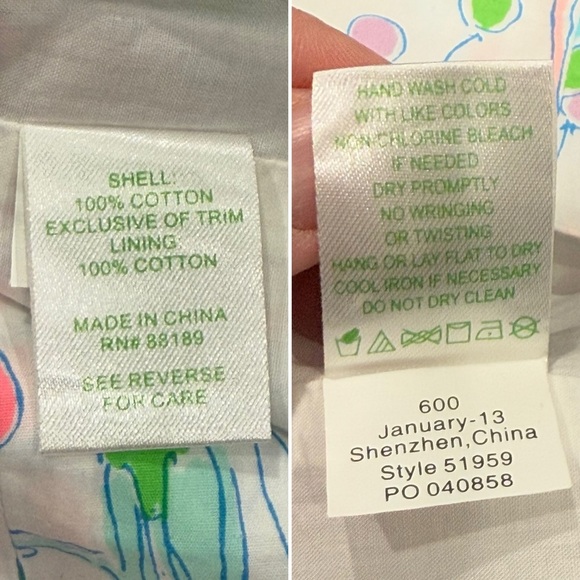 SHELL:
100% COTTON
EXCLUSIVE OF TRIM
LINING:
100% COTTON
MADE IN CHINA
RN# 88189
SEE REVERSE
FOR CARE
HAND WASH COLD
WITH LIKE COLORS
NON-CHLORINE BLEACH
IF NEEDED
DRY PROMPTLY
NO WRINGING
OR TWISTING
HANG OR LAY FLAT TO DRY
COOL IRON IF NECESSARY
DO NOT DRY CLEAN
600
January-13
Shenzhen,China
Style 51959
PO 040858